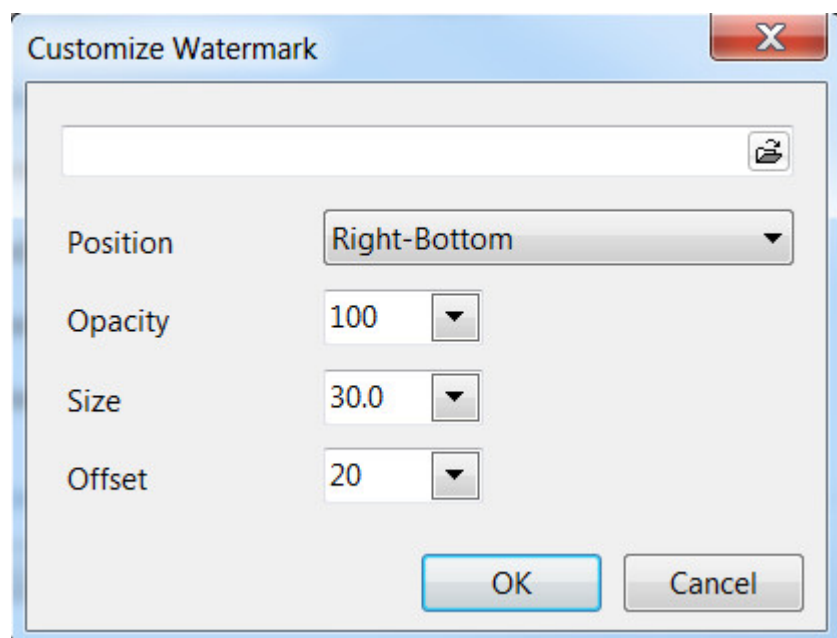 Customize Watermark
Position Right-Bottom
Opacity 100
Size 30.0
Offset 20
OK Cancel